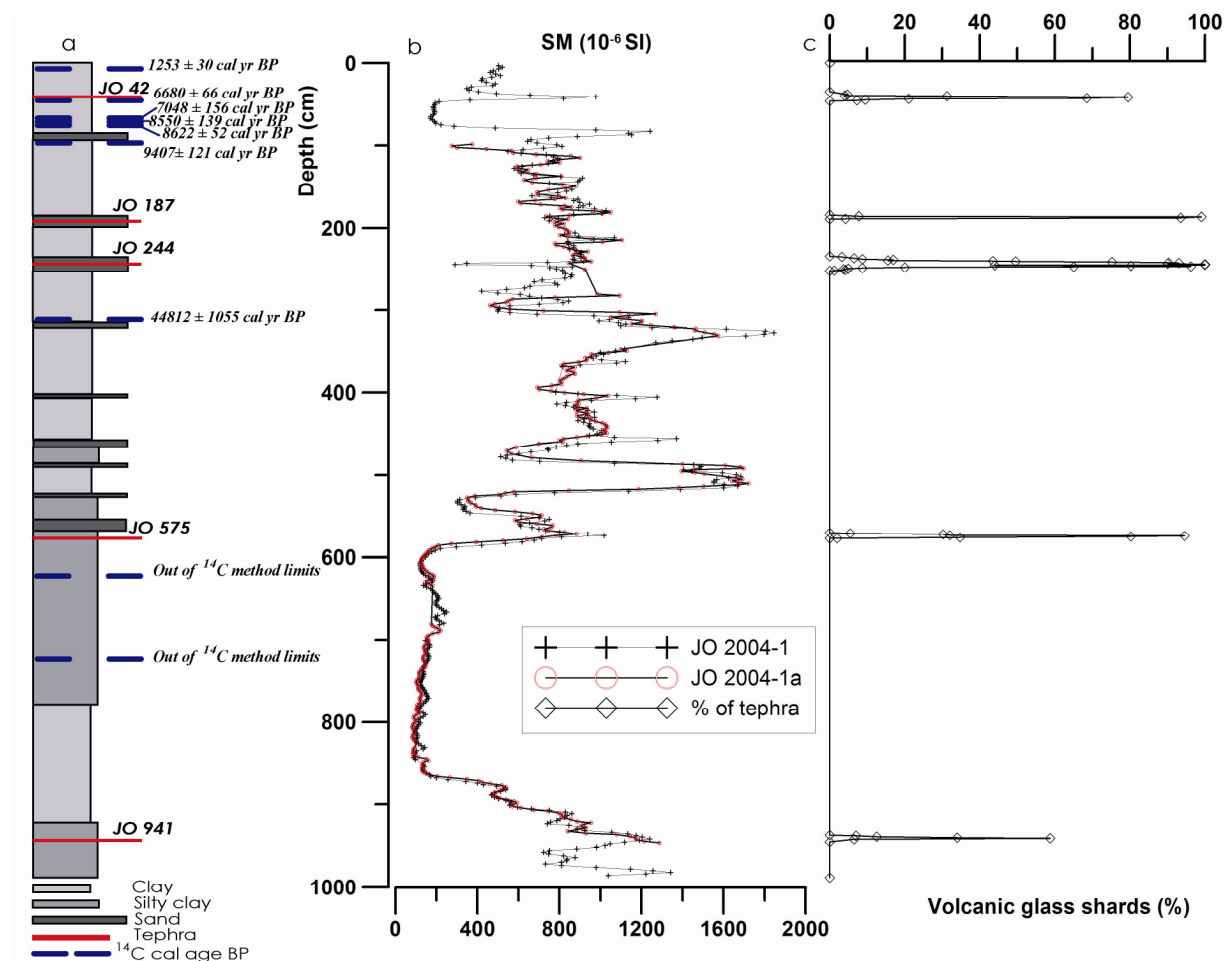 a
1253 ± 30 cal yr BP
JO 42
6680 ± 66 cal yr BP
7048 ± 156 cal yr BP
8550 ± 139 cal yr BP
8622 ± 52 cal yr BP
9407± 121 cal yr BP
JO 187
JO 244
44812 ± 1055 cal yr BP
JO 575
Out of ¹⁴C method limits
Out of ¹⁴C method limits
JO 941
Clay
Silty clay
Sand
Tephra
¹⁴C cal age BP
b
SM (10⁻⁶ SI)
Depth (cm)
0
200
400
600
800
1000
0 400 800 1200 1600 2000
JO 2004-1
JO 2004-1a
% of tephra
c
0 20 40 60 80 100
Volcanic glass shards (%)